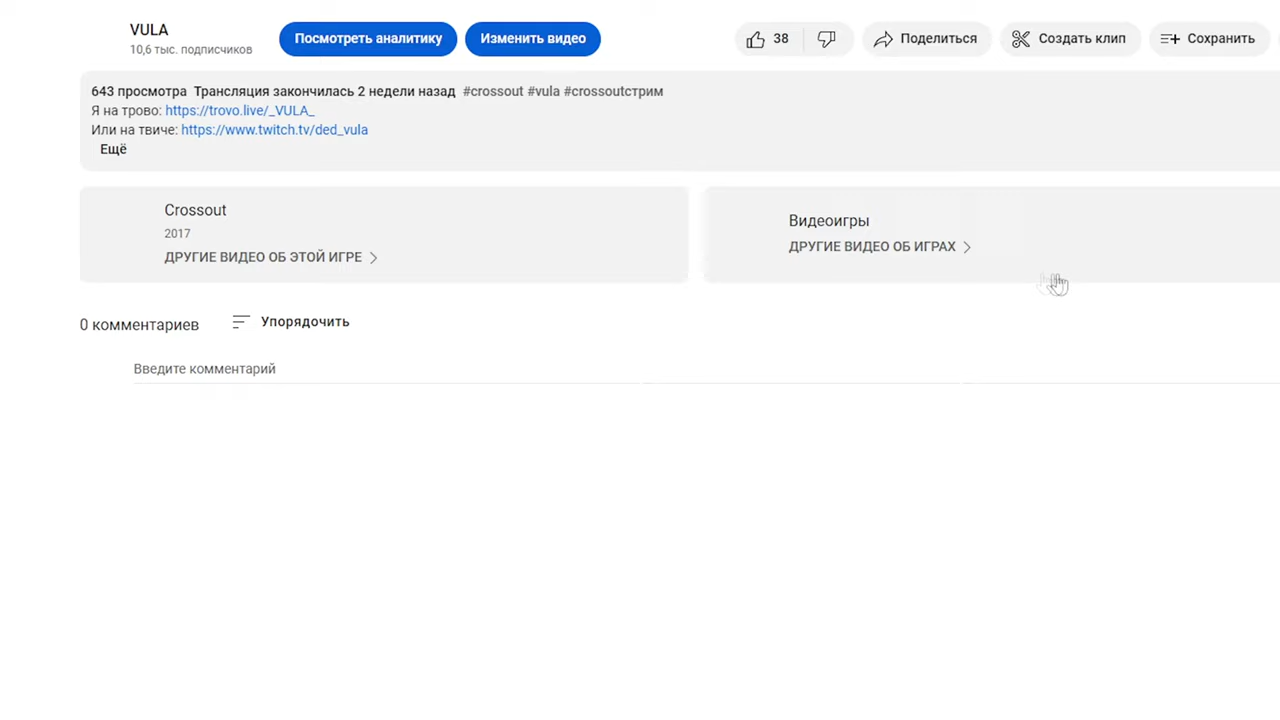 VULA
10,6 тыс. подписчиков
Посмотреть аналитику
Изменить видео
38
Поделиться
Создать клип
Сохранить
643 просмотра Трансляция закончилась 2 недели назад #crossout #vula #crossoutстрим
Я на трово: https://trovo.live/_VULA_
Или на твиче: https://www.twitch.tv/ded_vula
Ещё
Crossout
2017
ДРУГИЕ ВИДЕО ОБ ЭТОЙ ИГРЕ
Видеоигры
ДРУГИЕ ВИДЕО ОБ ИГРАХ
0 комментариев
Упорядочить
Введите комментарий